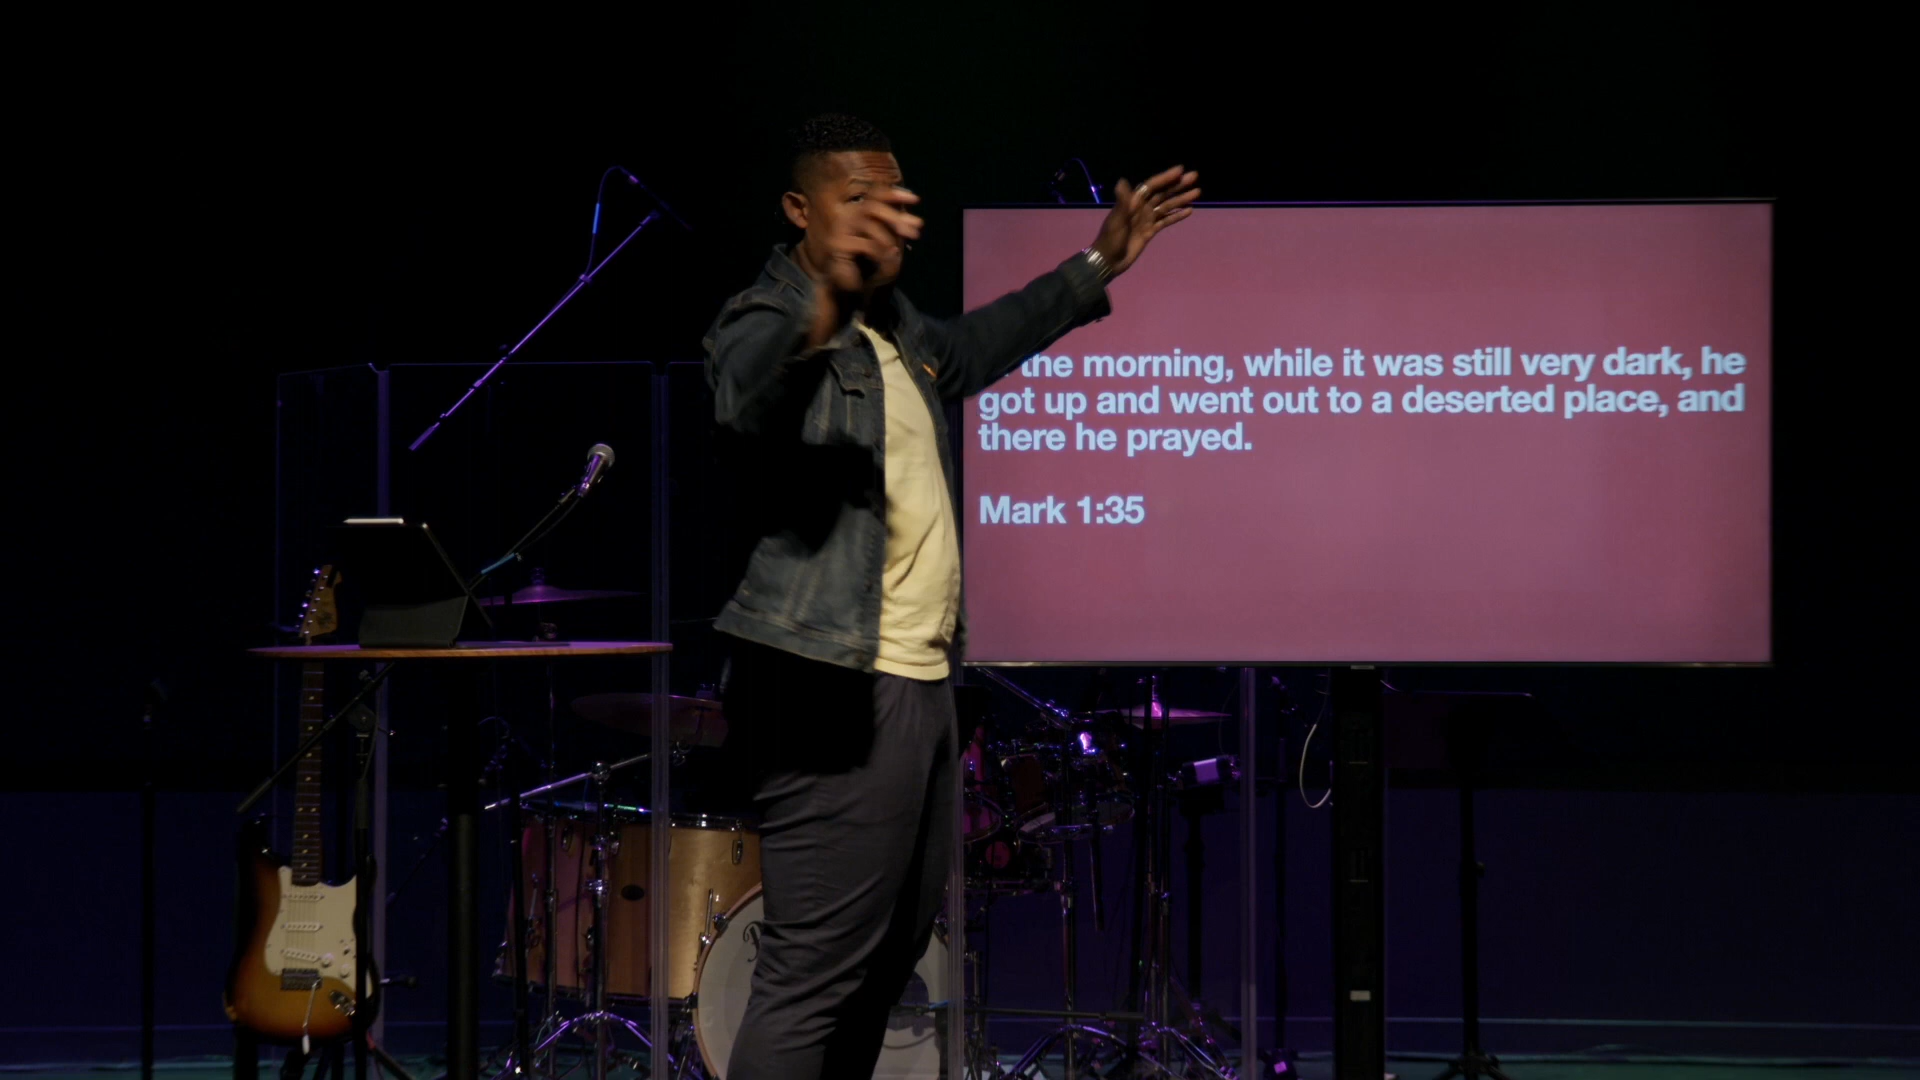 the morning, while it was still very dark, he
got up and went out to a deserted place, and
there he prayed.
Mark 1:35